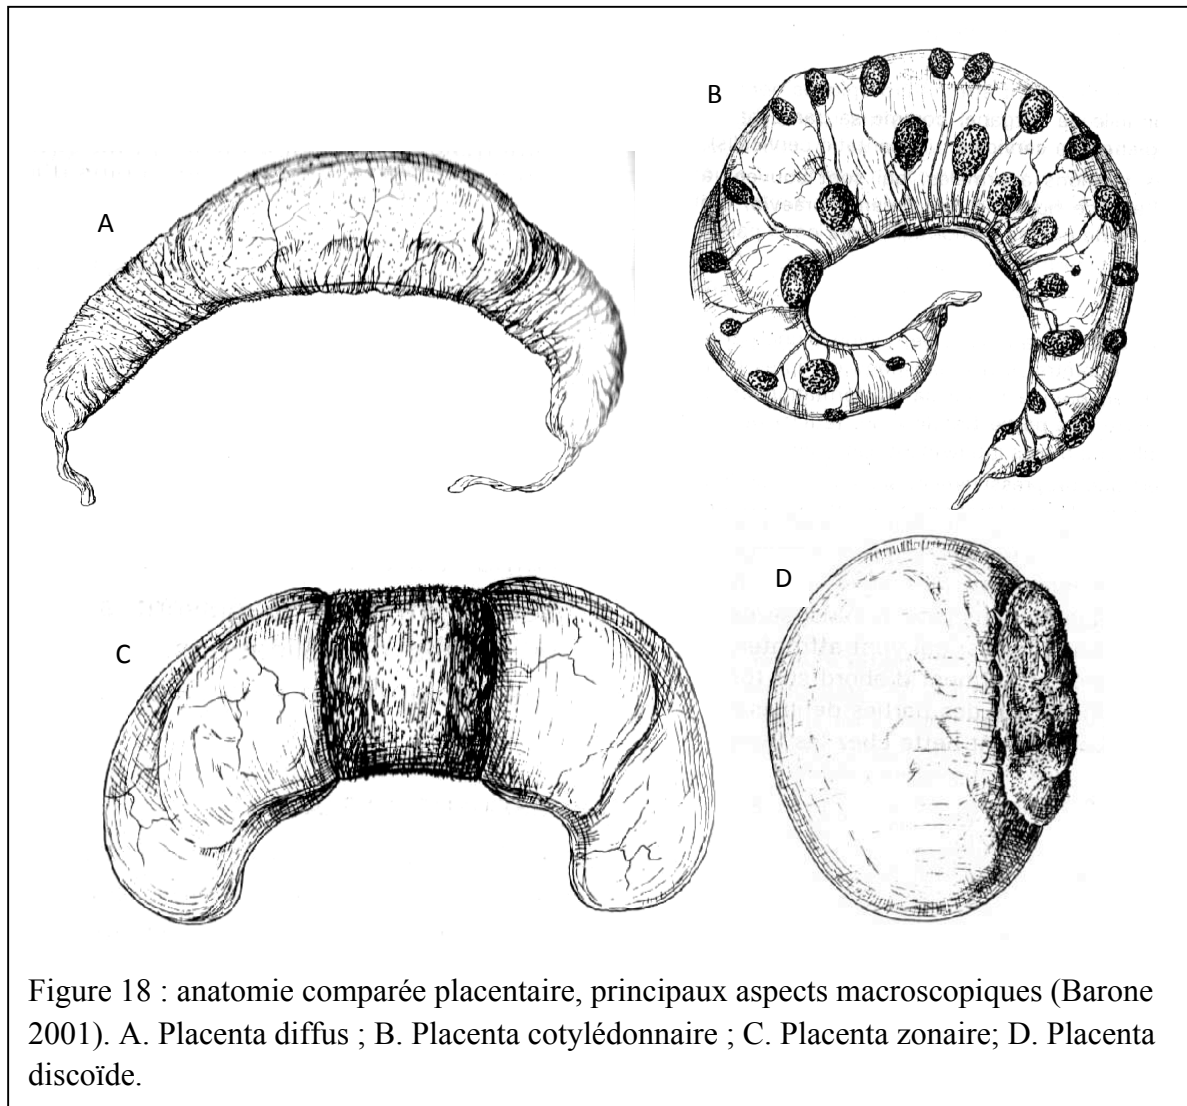 A
B
C
D
Figure 18 : anatomie comparée placentaire, principaux aspects macroscopiques (Barone
2001). A. Placenta diffus ; B. Placenta cotylédonnaire ; C. Placenta zonaire; D. Placenta
discoïde.